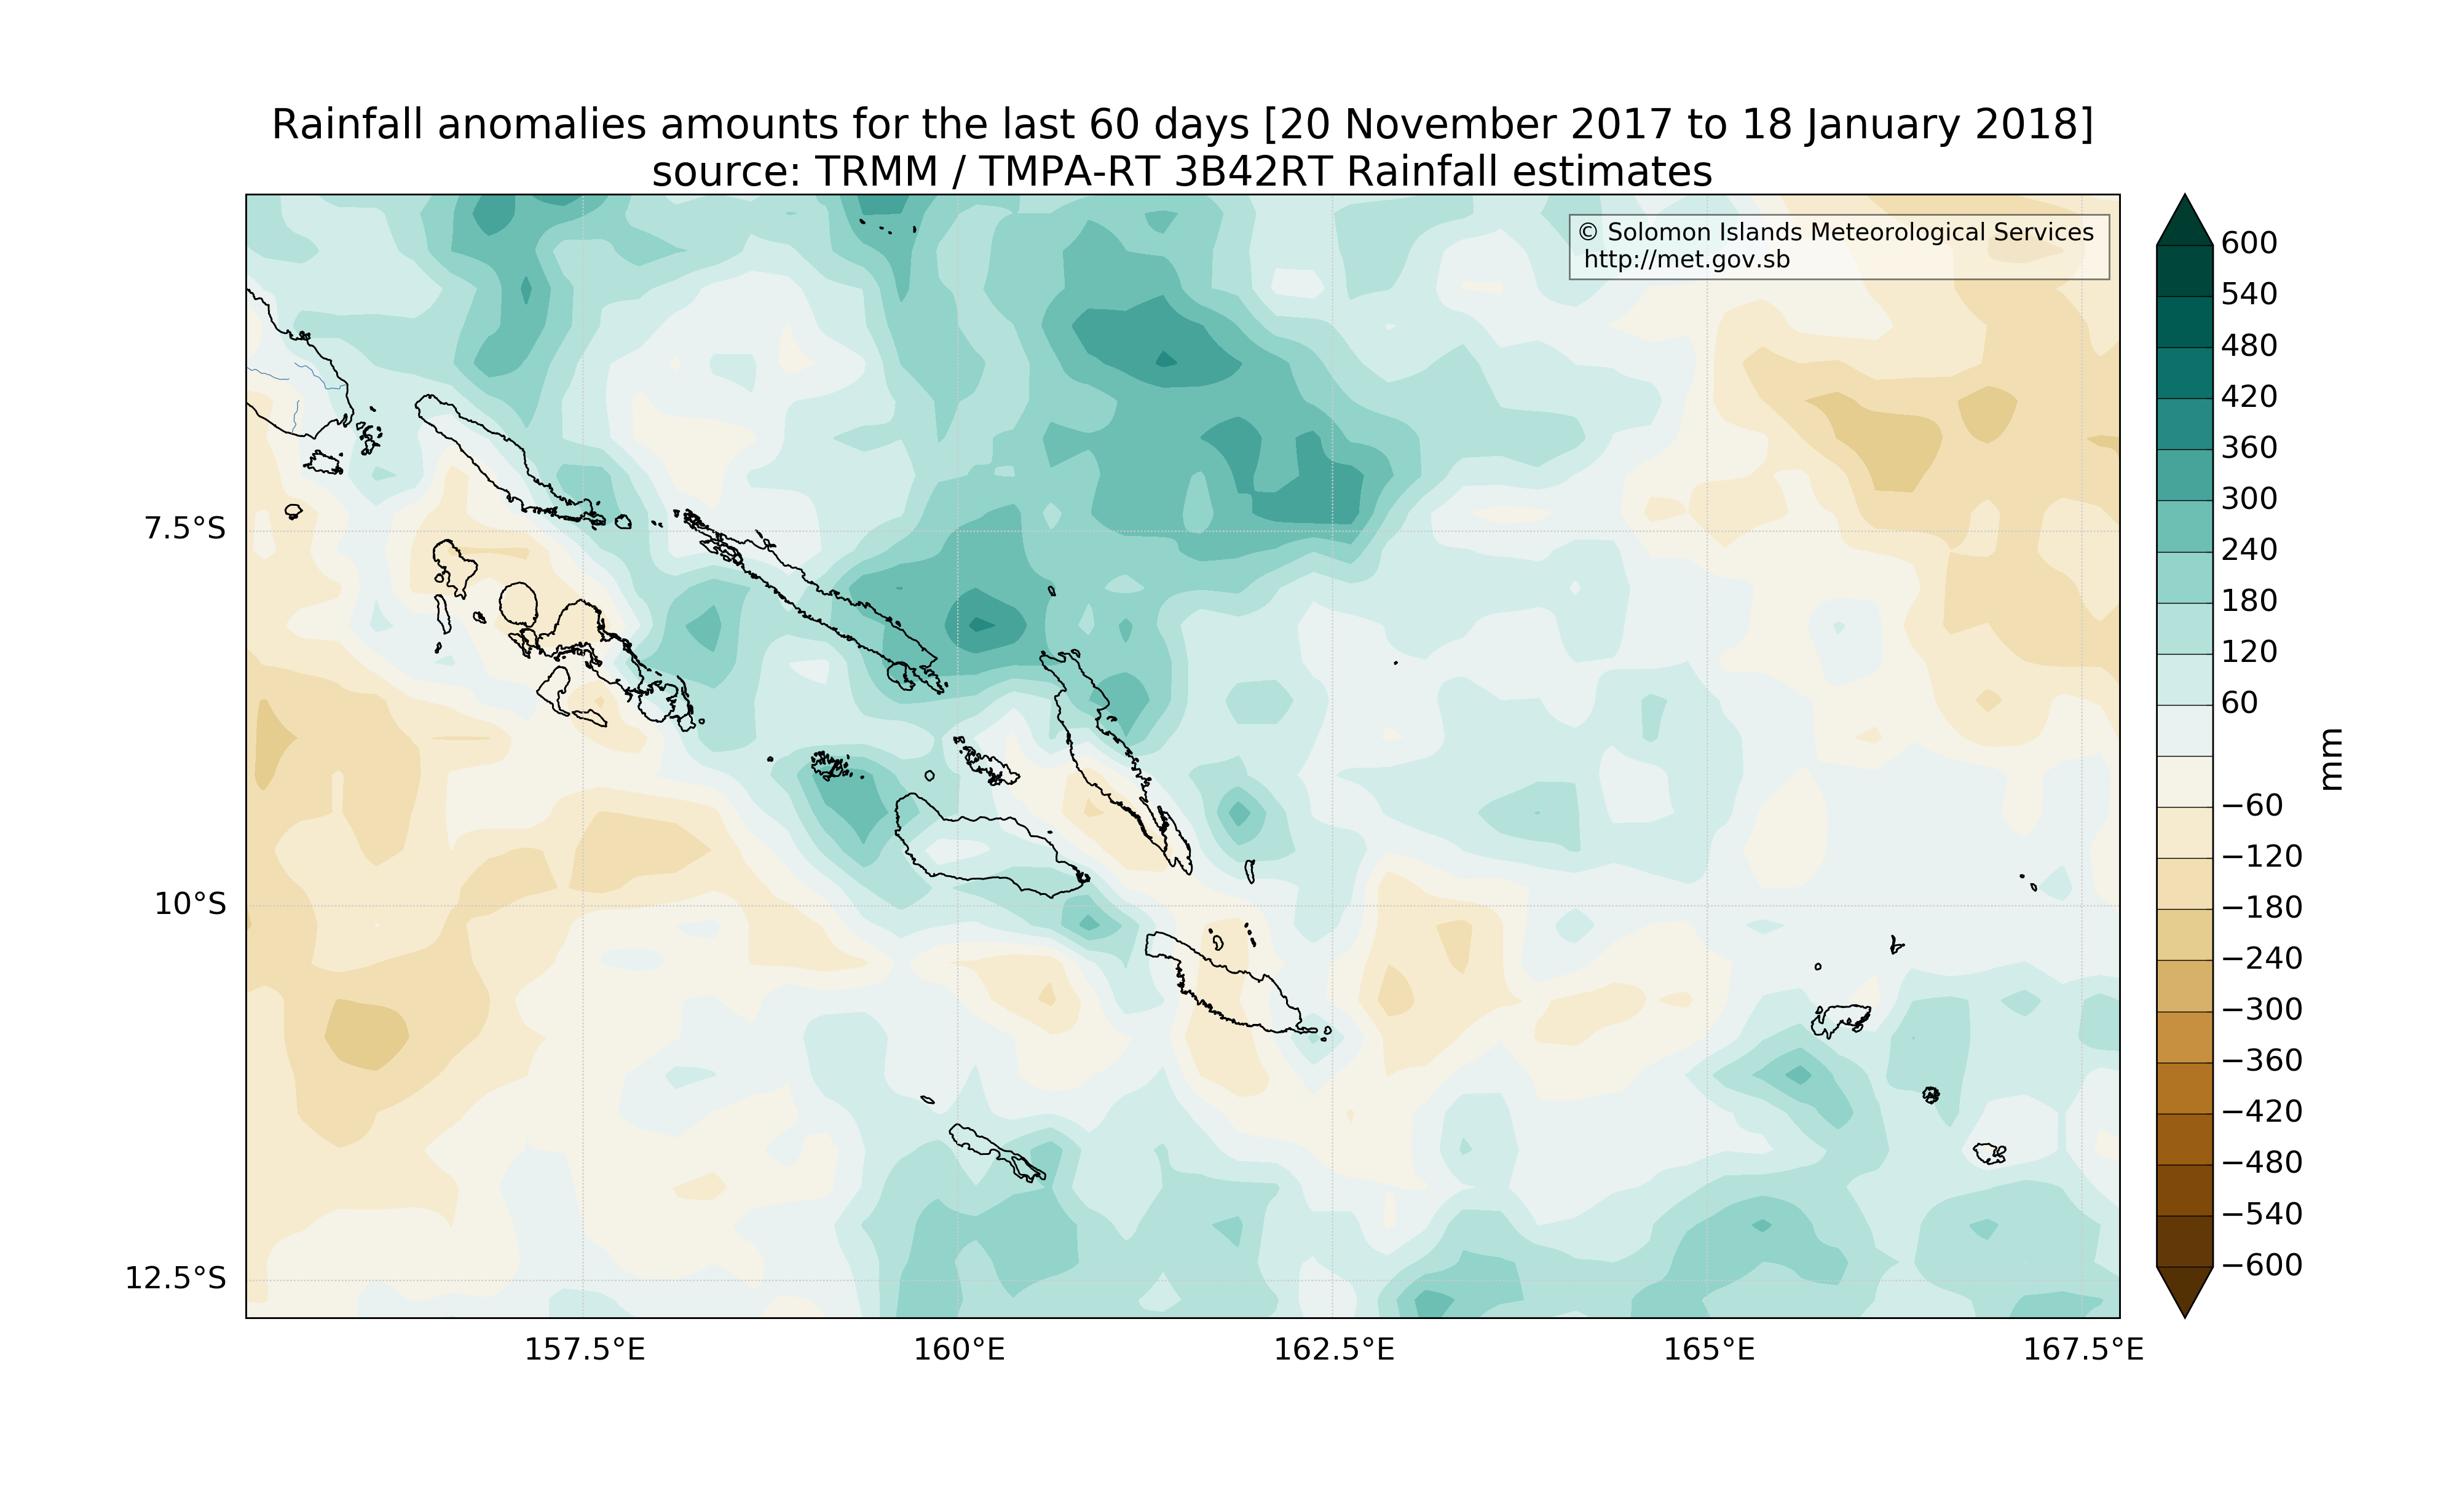 Rainfall anomalies amounts for the last 60 days [20 November 2017 to 18 January 2018]
source: TRMM / TMPA-RT 3B42RT Rainfall estimates
© Solomon Islands Meteorological Services
http://met.gov.sb
7.5°S
10°S
12.5°S
157.5°E
160°E
162.5°E
165°E
167.5°E
600
540
480
420
360
300
240
180
120
60
−60
−120
−180
−240
−300
−360
−420
−480
−540
−600
mm